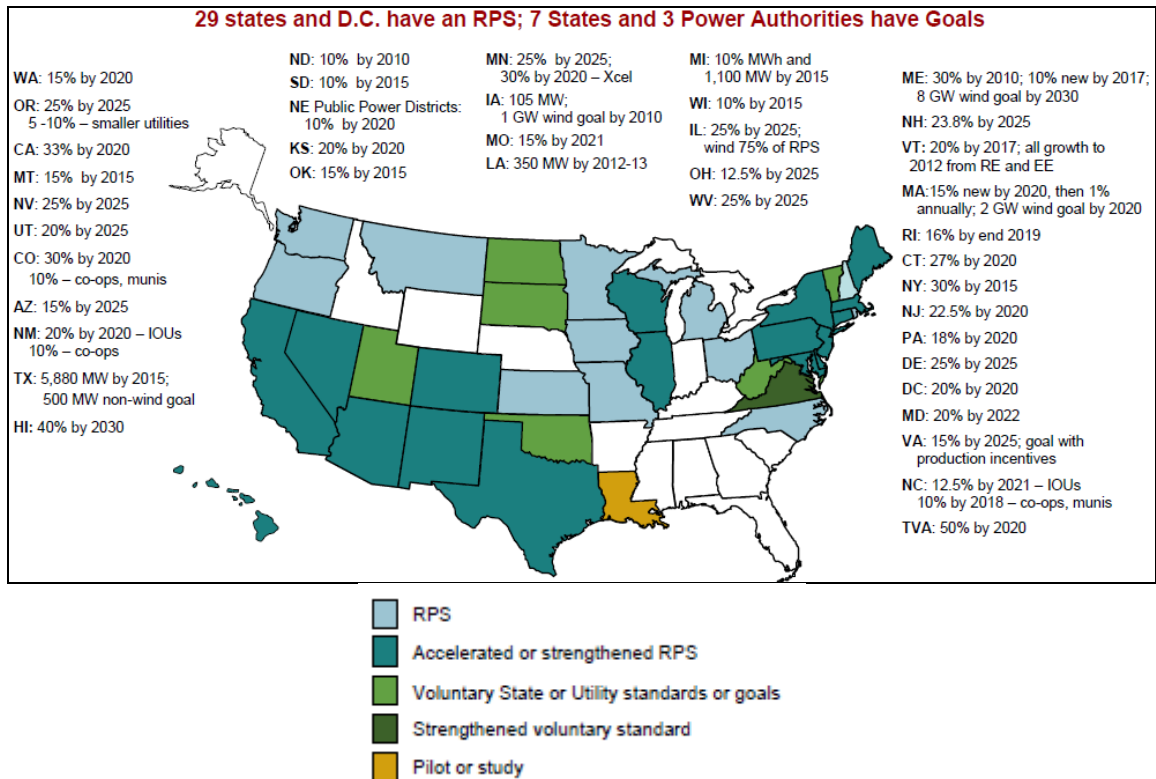 29 states and D.C. have an RPS; 7 States and 3 Power Authorities have Goals
WA: 15% by 2020
OR: 25% by 2025
5 -10% – smaller utilities
CA: 33% by 2020
MT: 15% by 2015
NV: 25% by 2025
UT: 20% by 2025
CO: 30% by 2020
10% – co-ops, munis
AZ: 15% by 2025
NM: 20% by 2020 – IOUs
10% – co-ops
TX: 5,880 MW by 2015;
500 MW non-wind goal
HI: 40% by 2030
ND: 10% by 2010
SD: 10% by 2015
NE Public Power Districts:
10% by 2020
KS: 20% by 2020
OK: 15% by 2015
MN: 25% by 2025;
30% by 2020 – Xcel
IA: 105 MW;
1 GW wind goal by 2010
MO: 15% by 2021
LA: 350 MW by 2012-13
MI: 10% MWh and
1,100 MW by 2015
WI: 10% by 2015
IL: 25% by 2025;
wind 75% of RPS
OH: 12.5% by 2025
WV: 25% by 2025
ME: 30% by 2010; 10% new by 2017;
8 GW wind goal by 2030
NH: 23.8% by 2025
VT: 20% by 2017; all growth to
2012 from RE and EE
MA:15% new by 2020, then 1%
annually; 2 GW wind goal by 2020
RI: 16% by end 2019
CT: 27% by 2020
NY: 30% by 2015
NJ: 22.5% by 2020
PA: 18% by 2020
DE: 25% by 2025
DC: 20% by 2020
MD: 20% by 2022
VA: 15% by 2025; goal with
production incentives
NC: 12.5% by 2021 – IOUs
10% by 2018 – co-ops, munis
TVA: 50% by 2020
RPS
Accelerated or strengthened RPS
Voluntary State or Utility standards or goals
Strengthened voluntary standard
Pilot or study